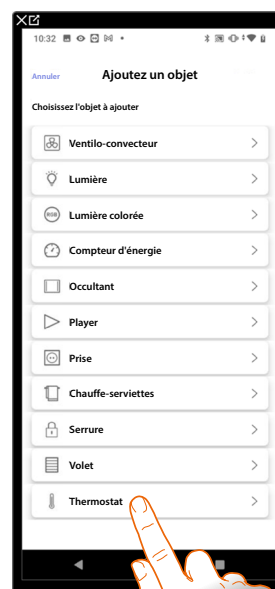 10:32
Annuler
Ajoutez un objet
Choisissez l'objet à ajouter
Ventilo-convecteur
Lumière
RGB
Lumière colorée
Compteur d'énergie
Occultant
Player
Prise
Chauffe-serviettes
Serrure
Volet
Thermostat